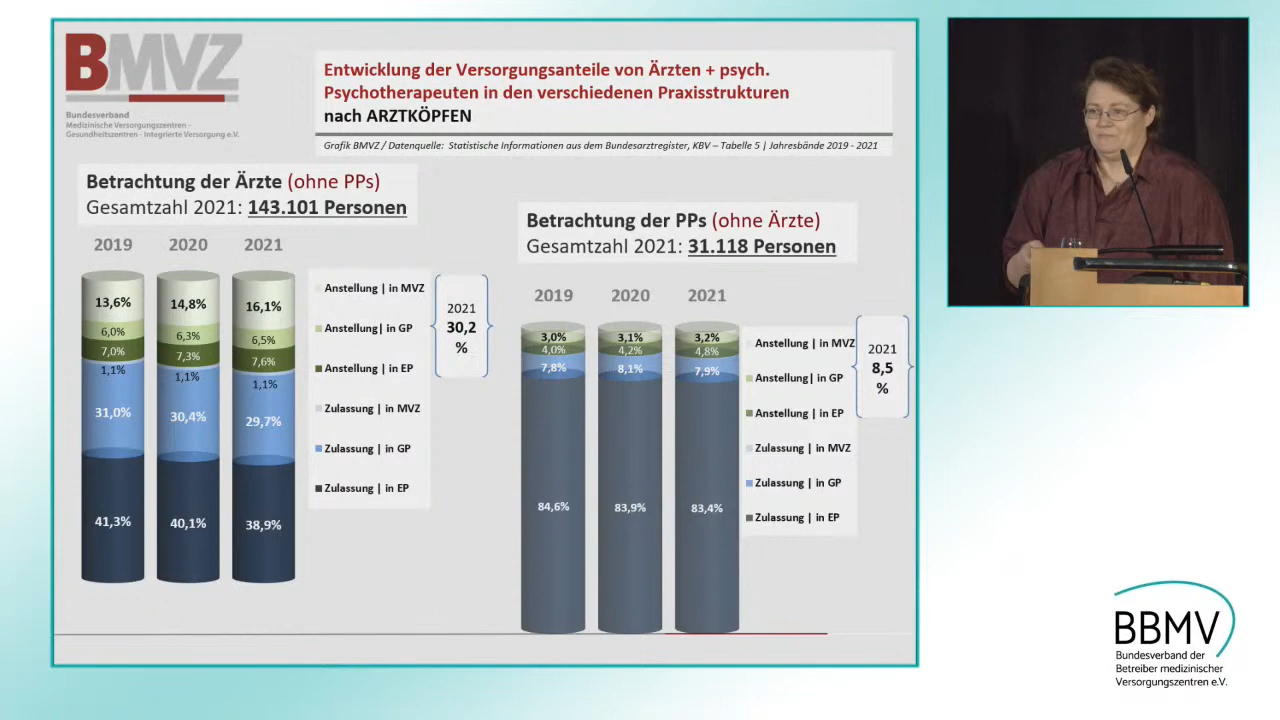 BMVZ
Bundesverband
Medizinische Versorgungszentren -
Gesundheitszentren - Integrierte Versorgung e.V.
Entwicklung der Versorgungsanteile von Ärzten + psych.
Psychotherapeuten in den verschiedenen Praxisstrukturen
nach ARZTKÖPFEN
Grafik BMVZ / Datenquelle: Statistische Informationen aus dem Bundesarztregister, KBV – Tabelle 5 | Jahresbände 2019 - 2021
Betrachtung der Ärzte (ohne PPs)
Gesamtzahl 2021: 143.101 Personen
2019 2020 2021
13,6% 14,8% 16,1%
6,0% 6,3% 6,5%
7,0% 7,3% 7,6%
1,1% 1,1% 1,1%
31,0% 30,4% 29,7%
41,3% 40,1% 38,9%
Anstellung | in MVZ
Anstellung| in GP
Anstellung | in EP
Zulassung | in MVZ
Zulassung | in GP
Zulassung | in EP
2021
30,2
%
Betrachtung der PPs (ohne Ärzte)
Gesamtzahl 2021: 31.118 Personen
2019 2020 2021
3,0% 3,1% 3,2%
4,0% 4,2% 4,8%
7,8% 8,1% 7,9%
84,6% 83,9% 83,4%
Anstellung | in MVZ
Anstellung| in GP
Anstellung | in EP
Zulassung | in MVZ
Zulassung | in GP
Zulassung | in EP
2021
8,5
%
BBMV
Bundesverband der
Betreiber medizinischer
Versorgungszentren e.V.